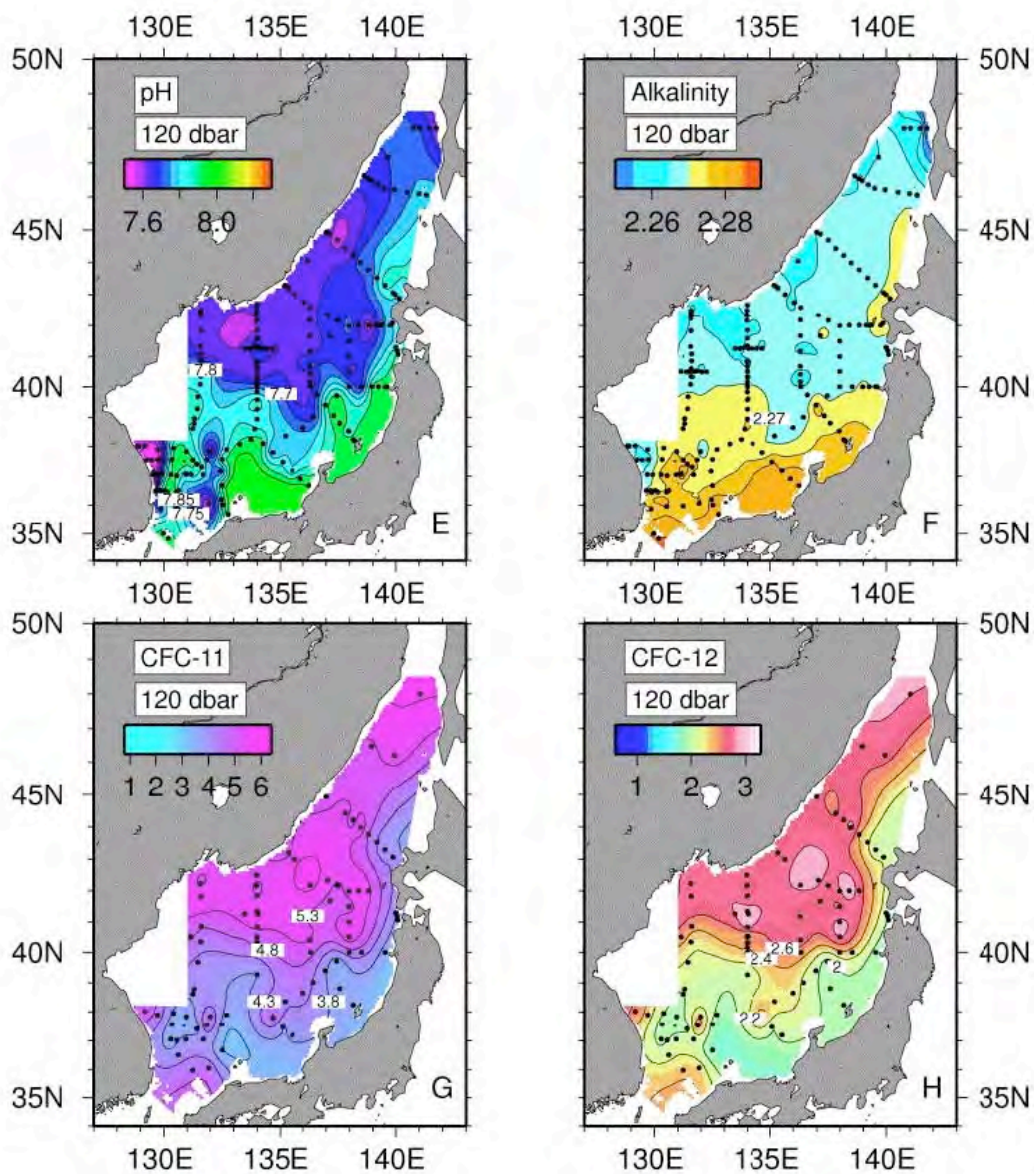 130E 135E 140E 130E 135E 140E
50N 50N
pH Alkalinity
120 dbar 120 dbar
7.6 8.0 2.26 2.28
45N 45N
7.8
40N 7.7 40N
2.27
7.85
7.75
35N E F 35N
130E 135E 140E 130E 135E 140E
50N 50N
CFC-11 CFC-12
120 dbar 120 dbar
1 2 3 4 5 6 1 2 3
45N 45N
5.3
40N 4.8 2.6 40N
2.4 2
4.3 3.8
2.2
35N G H 35N
130E 135E 140E 130E 135E 140E